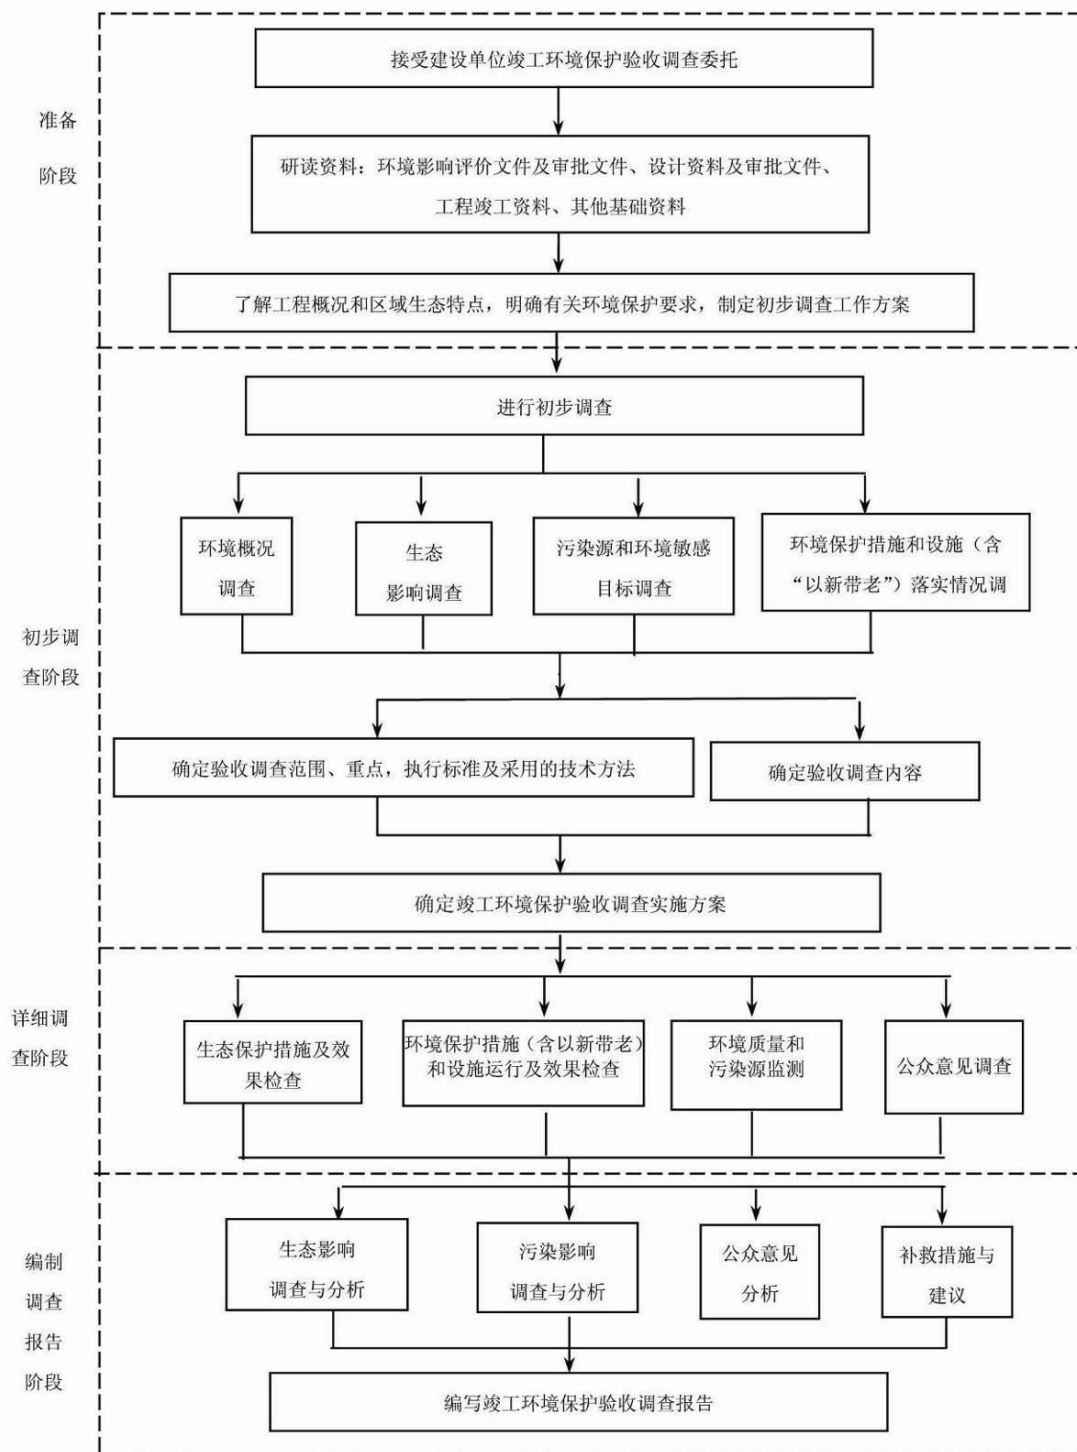 接受建设单位竣工环境保护验收调查委托
准备
阶段
研读资料：环境影响评价文件及审批文件、设计资料及审批文件、
工程竣工资料、其他基础资料
了解工程概况和区域生态特点，明确有关环境保护要求，制定初步调查工作方案
进行初步调查
环境概况
调查
生态
影响调查
污染源和环境敏感
目标调查
环境保护措施和设施（含
“以新带老”）落实情况调
初步调
查阶段
确定验收调查范围、重点，执行标准及采用的技术方法
确定验收调查内容
确定竣工环境保护验收调查实施方案
详细调
查阶段
生态保护措施及效
果检查
环境保护措施（含以新带老）
和设施运行及效果检查
环境质量和
污染源监测
公众意见调查
编制
调查
报告
阶段
生态影响
调查与分析
污染影响
调查与分析
公众意见
分析
补救措施与
建议
编写竣工环境保护验收调查报告